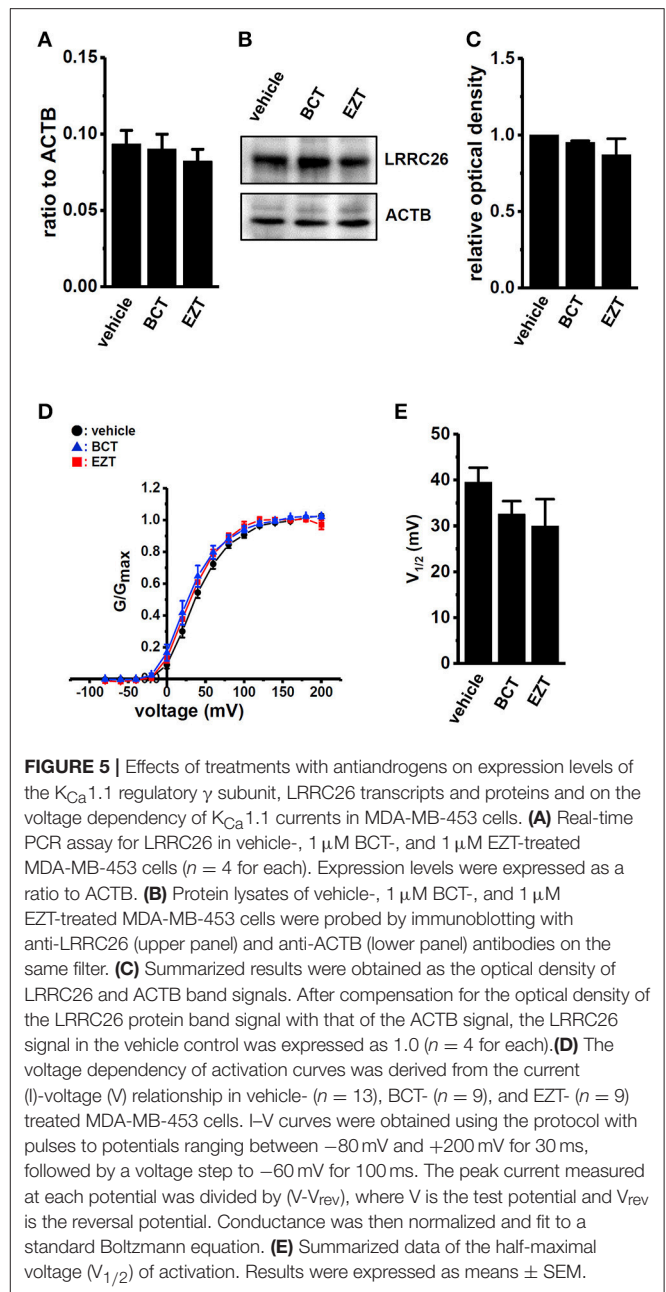 A
B
C
0.15
0.10
0.05
0.00
ratio to ACTB
vehicle
BCT
EZT
vehicle
BCT
EZT
LRRC26
ACTB
1.5
1.0
0.5
0.0
relative optical density
vehicle
BCT
EZT
D
●: vehicle
▲: BCT
■: EZT
1.2
1.0
0.8
0.6
0.4
0.2
0.0
G/Gmax
-100
-50
0
50
100
150
200
voltage (mV)
E
50
40
30
20
10
0
V1/2 (mV)
vehicle
BCT
EZT
FIGURE 5 | Effects of treatments with antiandrogens on expression levels of
the KCa1.1 regulatory γ subunit, LRRC26 transcripts and proteins and on the
voltage dependency of KCa1.1 currents in MDA-MB-453 cells. (A) Real-time
PCR assay for LRRC26 in vehicle-, 1 μM BCT-, and 1 μM EZT-treated
MDA-MB-453 cells (n = 4 for each). Expression levels were expressed as a
ratio to ACTB. (B) Protein lysates of vehicle-, 1 μM BCT-, and 1 μM
EZT-treated MDA-MB-453 cells were probed by immunoblotting with
anti-LRRC26 (upper panel) and anti-ACTB (lower panel) antibodies on the
same filter. (C) Summarized results were obtained as the optical density of
LRRC26 and ACTB band signals. After compensation for the optical density of
the LRRC26 protein band signal with that of the ACTB signal, the LRRC26
signal in the vehicle control was expressed as 1.0 (n = 4 for each).(D) The
voltage dependency of activation curves was derived from the current
(I)-voltage (V) relationship in vehicle- (n = 13), BCT- (n = 9), and EZT- (n = 9)
treated MDA-MB-453 cells. I–V curves were obtained using the protocol with
pulses to potentials ranging between −80 mV and +200 mV for 30 ms,
followed by a voltage step to −60 mV for 100 ms. The peak current measured
at each potential was divided by (V-Vrev), where V is the test potential and Vrev
is the reversal potential. Conductance was then normalized and fit to a
standard Boltzmann equation. (E) Summarized data of the half-maximal
voltage (V1/2) of activation. Results were expressed as means ± SEM.